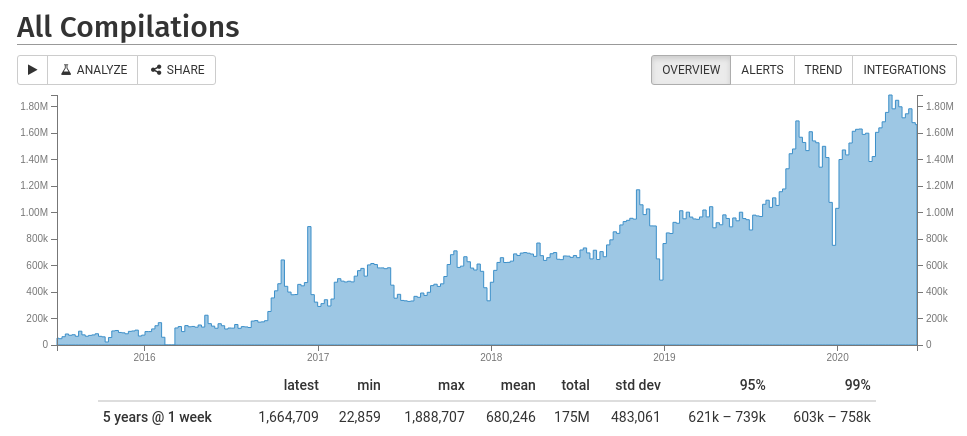 All Compilations
ANALYZE SHARE OVERVIEW ALERTS TREND INTEGRATIONS
1.80M 1.80M
1.60M 1.60M
1.40M 1.40M
1.20M 1.20M
1.00M 1.00M
800k 800k
600k 600k
400k 400k
200k 200k
0 0
2016 2017 2018 2019 2020
latest min max mean total std dev 95% 99%
5 years @ 1 week 1,664,709 22,859 1,888,707 680,246 175M 483,061 621k – 739k 603k – 758k